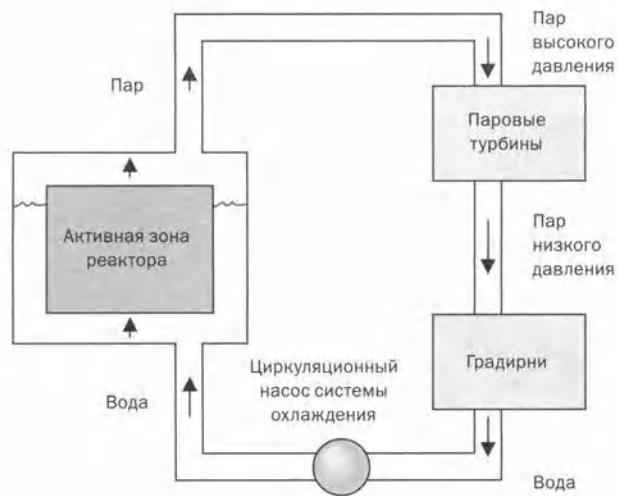 Пар
высокого
давления
Пар
Паровые
турбины
Активная зона
реактора
Пар
низкого
давления
Циркуляционный
насос системы
охлаждения
Градирни
Вода
Вода